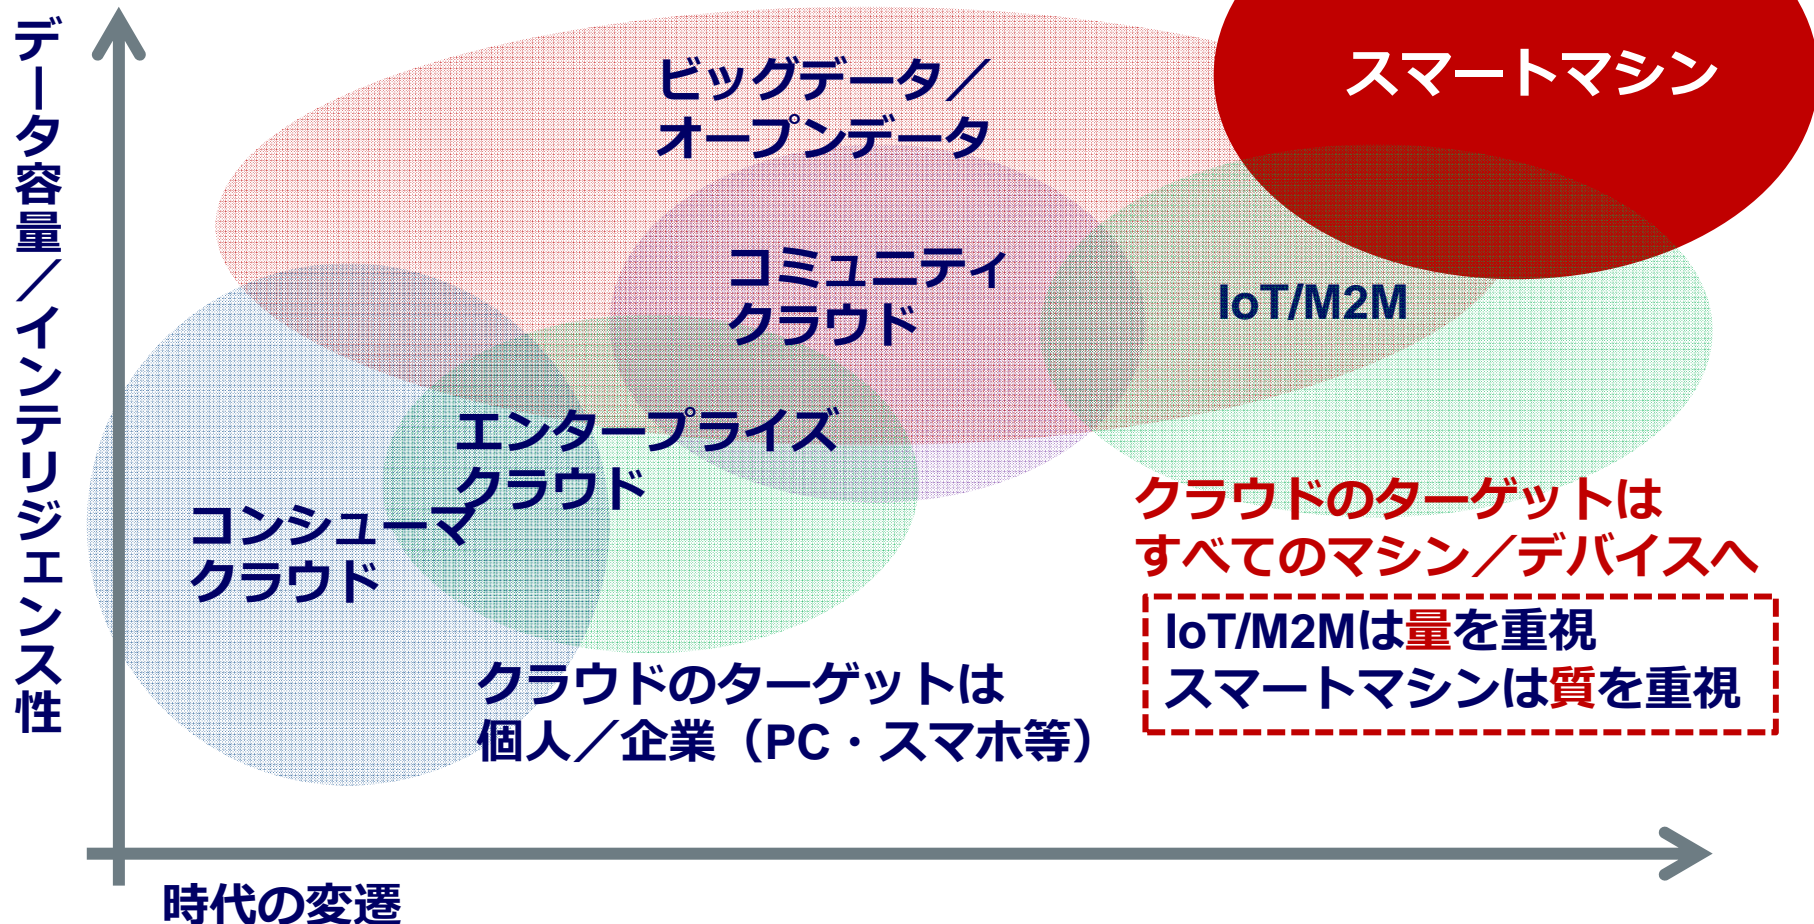 データ容量／インテリジェンス性
ビッグデータ／
オープンデータ
スマートマシン
コミュニティ
クラウド
IoT/M2M
エンタープライズ
クラウド
コンシューマ
クラウド
クラウドのターゲットは
すべてのマシン／デバイスへ
IoT/M2Mは量を重視
スマートマシンは質を重視
クラウドのターゲットは
個人／企業（PC・スマホ等）
時代の変遷